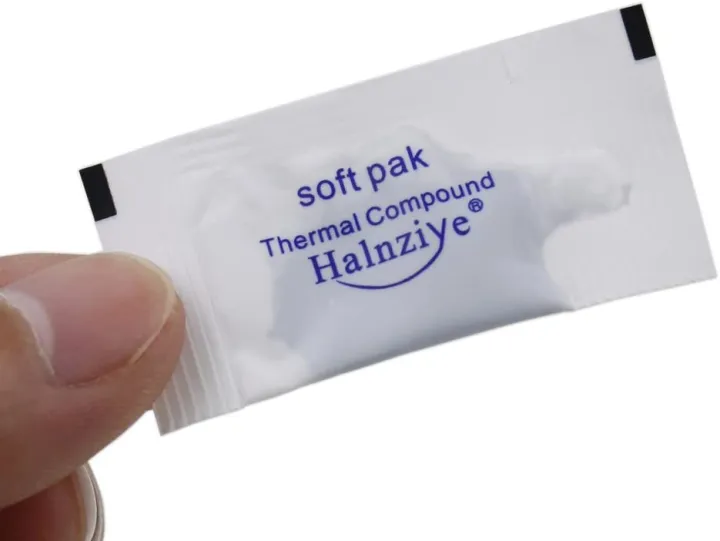 soft pak
Thermal Compound
Halnziye®